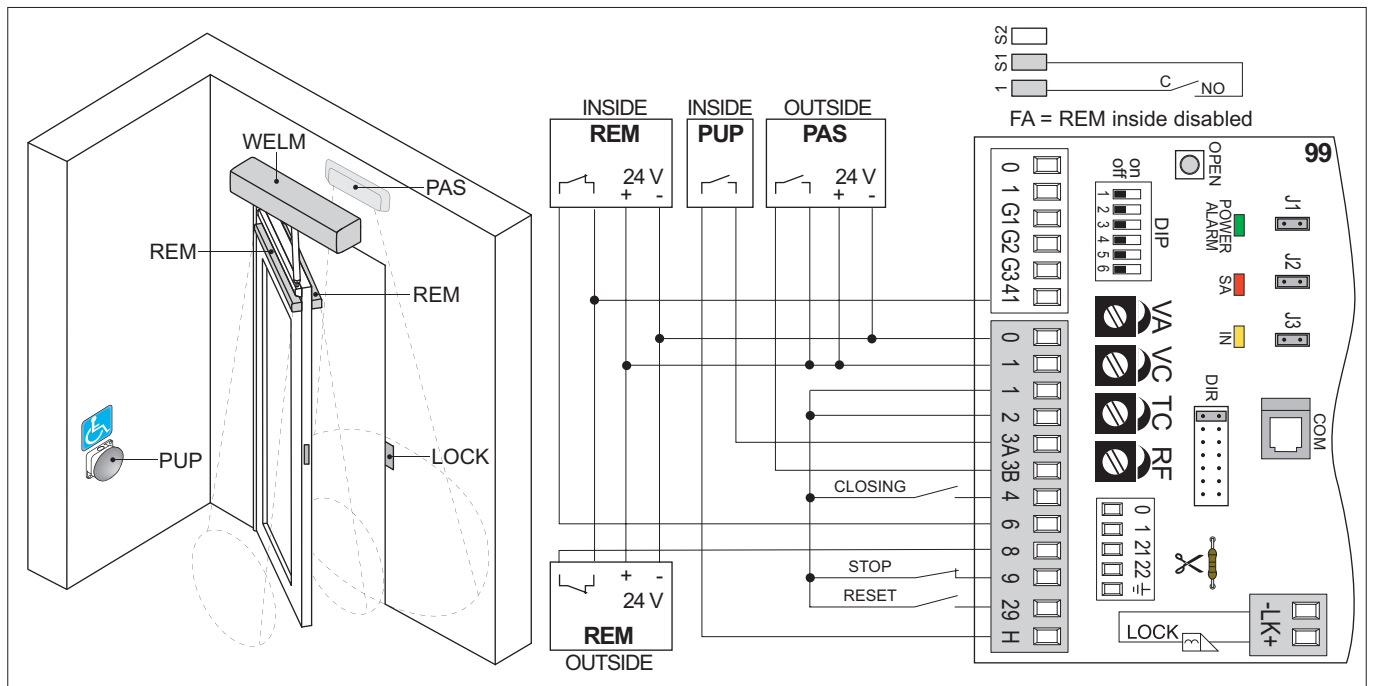 WELM
PAS
REM
REM
PUP
LOCK
INSIDE
REM
24 V
+ -
INSIDE
PUP
OUTSIDE
PAS
24 V
+ -
S2
S1
1
C NO
FA = REM inside disabled
99
0
1
G1
G2
G3
41
0
1
1
2
3A
3B
4
6
8
9
29
H
CLOSING
STOP
RESET
+ -
24 V
REM
OUTSIDE
on
off
1
2
3
4
5
6
DIP
OPEN
POWER
ALARM
SA
IN
J1
J2
J3
VA
VC
TC
RF
DIR
COM
0
1
21
22
LOCK
-LK+